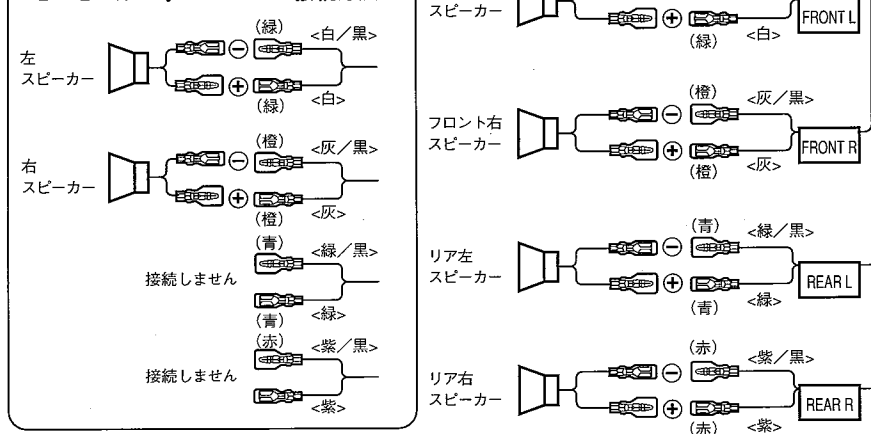 左
スピーカー
(緑)
<白/黒>
(緑)
<白>
右
スピーカー
(橙)
<灰/黒>
(橙)
<灰>
接続しません
(青)
<緑/黒>
(青)
<緑>
接続しません
(赤)
<紫/黒>
<紫>
スピーカー
(緑)
<白>
FRONT L
フロント右
スピーカー
(橙)
<灰/黒>
(橙)
<灰>
FRONT R
リア左
スピーカー
(青)
<緑/黒>
(青)
<緑>
REAR L
リア右
スピーカー
(赤)
<紫/黒>
(赤)
<紫>
REAR R